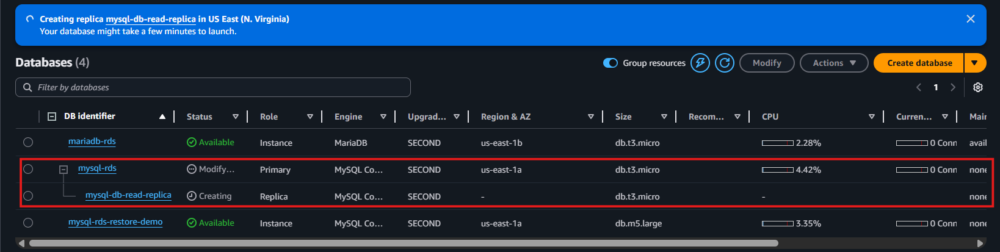 Creating replica mysql-db-read-replica in US East (N. Virginia)
Your database might take a few minutes to launch.
Databases (4)
Group resources
Modify
Actions
Create database
Filter by databases
1
DB identifier Status Role Engine Upgrad... Region & AZ Size Recom... CPU Curren... Main
mariadb-rds Available Instance MariaDB SECOND us-east-1b db.t3.micro 2.28% 0 Conn avail
mysql-rds Modify... Primary MySQL Co... SECOND us-east-1a db.t3.micro 4.42% 0 Conn none
mysql-db-read-replica Creating Replica MySQL Co... SECOND - db.t3.micro - none
mysql-rds-restore-demo Available Instance MySQL Co... SECOND us-east-1a db.m5.large 3.35% 0 Conn none